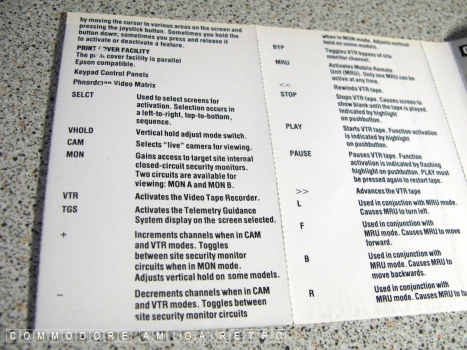 by moving the cursor to various areas on the screen and
pressing the joystick button. Sometimes you hold the
button down; sometimes you press and release it
to activate or deactivate a feature.
PRINT OVER FACILITY
The p over facility is parallel
Epson compatible.
Keypad Control Panels
Phenordian Video Matrix
SELCT Used to select screens for
activation. Selection occurs in
a left-to-right, top-to-bottom,
sequence.
VHOLD Vertical hold adjust mode switch.
CAM Selects "live" camera for viewing.
MON Gains access to target site internal
closed-circuit security monitors.
Two circuits are available for
viewing: MON A and MON B.
VTR Activates the Video Tape Recorder.
TGS Activates the Telemetry Guidance
System display on the screen selected.
+ Increments channels when in CAM
and VTR modes. Toggles
between site security monitor
circuits when in MON mode.
Adjusts vertical hold on some models.
– Decrements channels when in CAM
and VTR modes. Toggles between
site security monitor circuits
when in MON mode. Adjusts vertical
hold on some models.
BYP Toggles VTR bypass of site
monitor channel.
MRU Activates Mobile Remote
Unit (MRU). Only one MRU can be
active at any time.
<< Rewinds VTR tape.
STOP Stops VTR tape. Causes screen to
show blank until the tape is played.
Indicated by highlight
on pushbutton.
PLAY Starts VTR tape. Function activation
is indicated by highlight
on pushbutton.
PAUSE Pauses VTR tape. Function
activation is indicated by flashing
highlight on pushbutton. PLAY must
be pressed again to restart tape.
>> Advances the VTR tape
L Used in conjuction with MRU mode.
Causes MRU to turn left.
F Used in conjunction with
MRU mode. Causes MRU to move
forward.
B Used in conjunction with
MRU mode. Causes MRU to
move backwards.
R Used in conjunction with
MRU mode. Causes MRU to tu
COMMODORE AMIGA RETRO